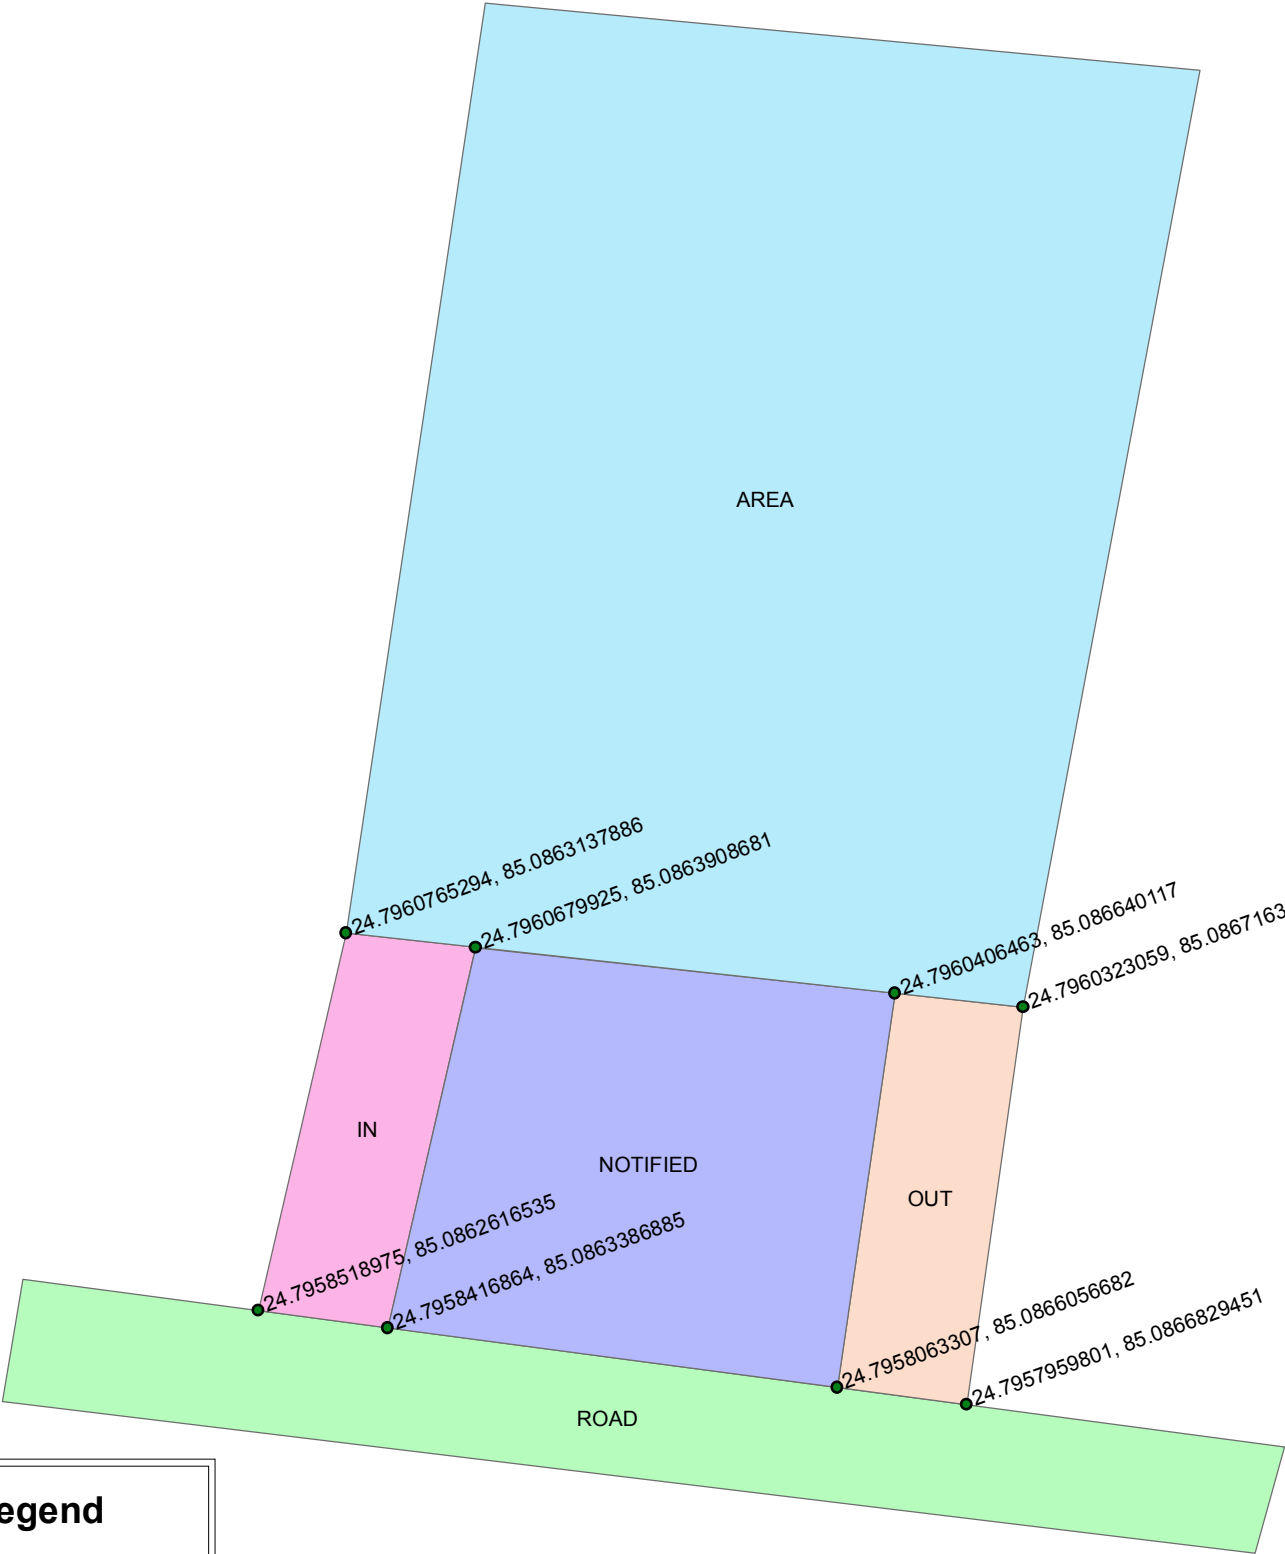 AREA
24.7960765294, 85.0863137886
24.7960679925, 85.0863908681
24.7960406463, 85.086640117
24.7960323059, 85.0867163
IN
NOTIFIED
OUT
24.7958518975, 85.0862616535
24.7958416864, 85.0863386885
24.7958063307, 85.0866056682
24.7957959801, 85.0866829451
ROAD
egend